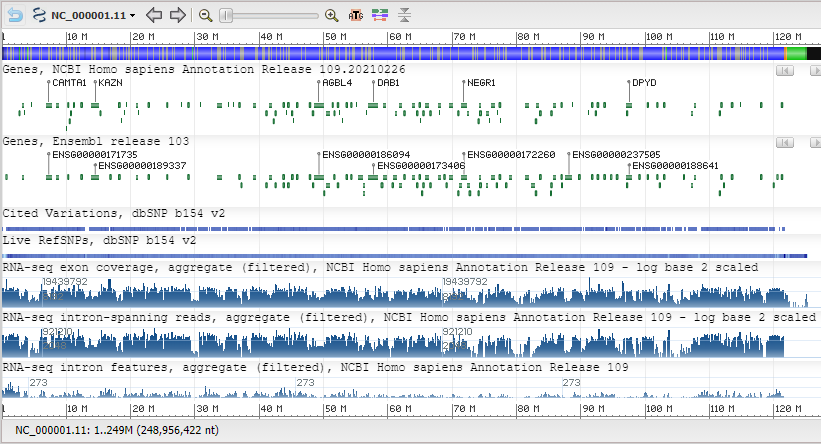 NC_000001.11
ATG
10 M 20 M 30 M 40 M 50 M 60 M 70 M 80 M 90 M 100 M 110 M 120 M
Genes, NCBI Homo sapiens Annotation Release 109.20210226
CAMTA1 KAZN AGBL4 DAB1 NEGR1 DPYD
Genes, Ensembl release 103
ENSG00000171735 ENSG00000186094 ENSG00000172260 ENSG00000237505
ENSG00000189337 ENSG00000173406 ENSG00000188641
Cited Variations, dbSNP b154 v2
Live RefSNPs, dbSNP b154 v2
RNA-seq exon coverage, aggregate (filtered), NCBI Homo sapiens Annotation Release 109 - log base 2 scaled
19439792 19439792
RNA-seq intron-spanning reads, aggregate (filtered), NCBI Homo sapiens Annotation Release 109 - log base 2 scaled
921210 921210
RNA-seq intron features, aggregate (filtered), NCBI Homo sapiens Annotation Release 109
273 273 273
10 M 20 M 30 M 40 M 50 M 60 M 70 M 80 M 90 M 100 M 110 M 120 M
NC_000001.11: 1..249M (248,956,422 nt)